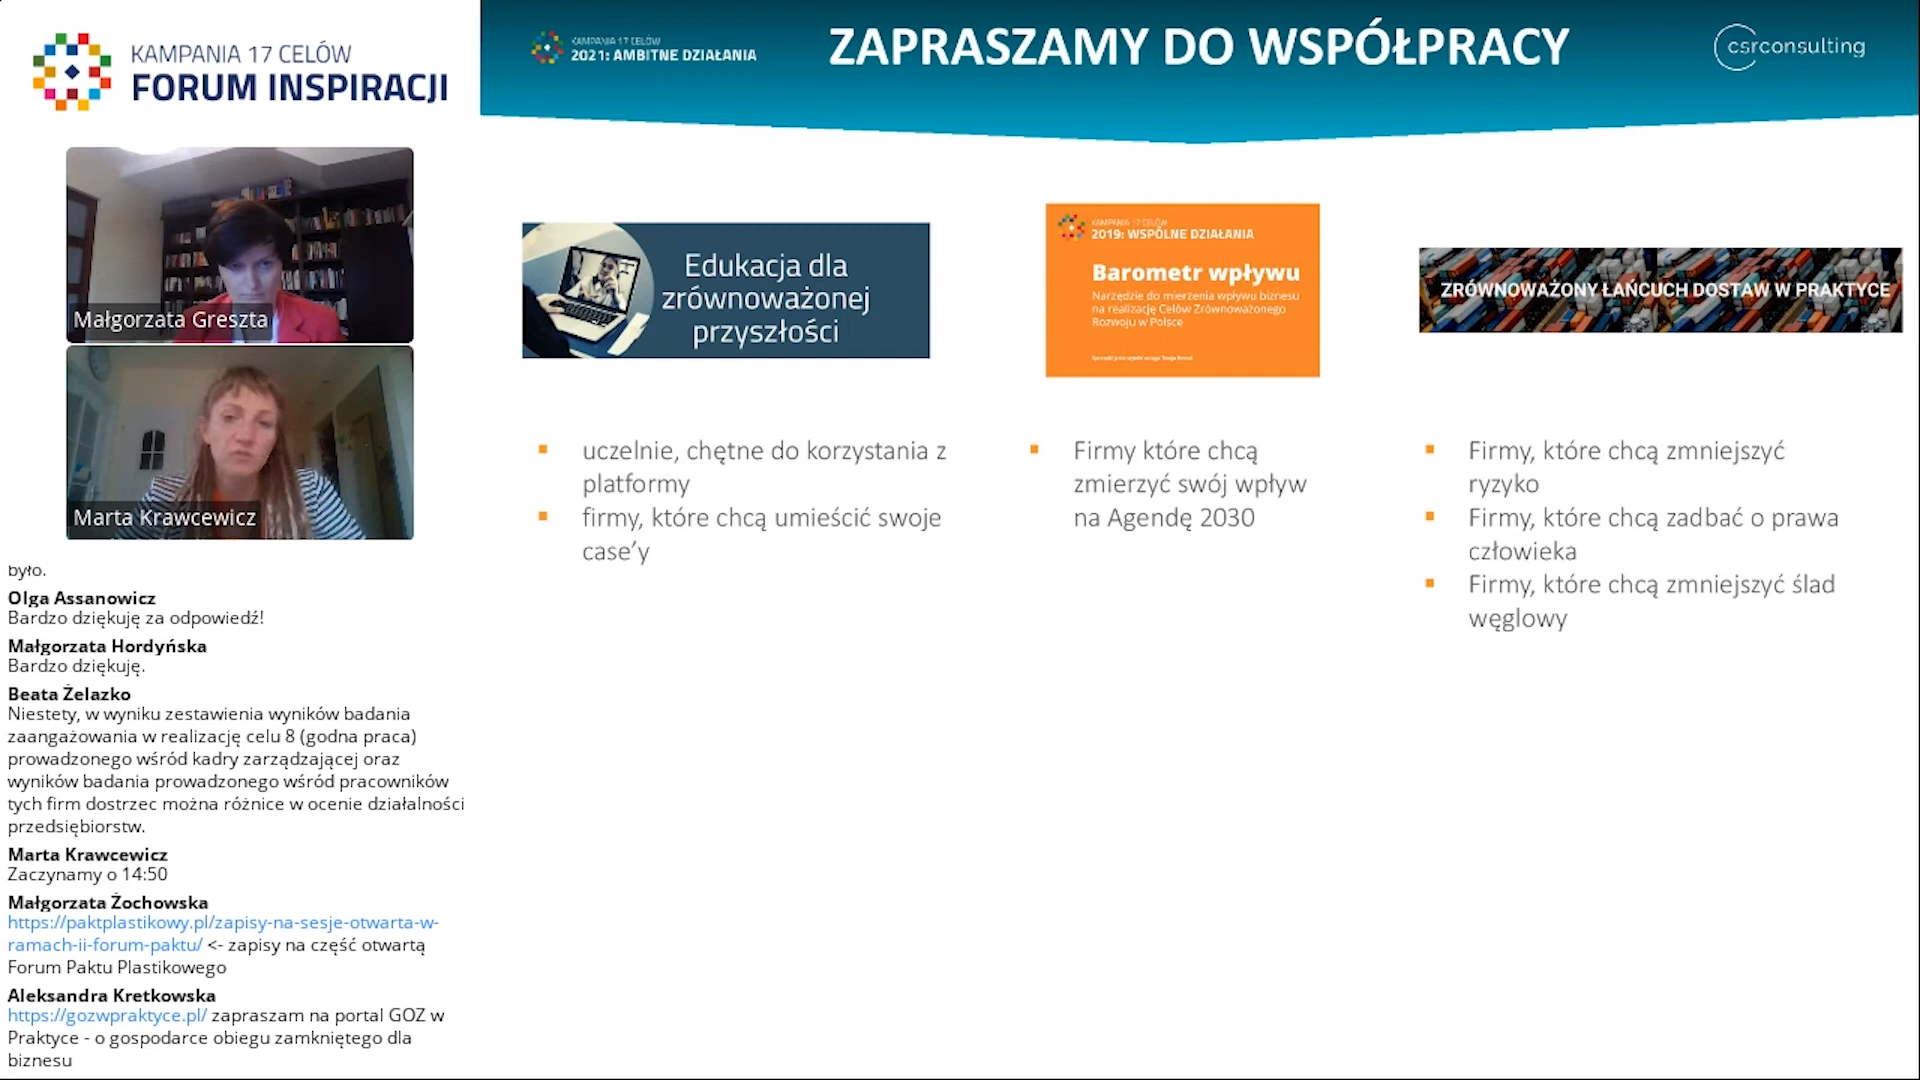 KAMPANIA 17 CELÓW
FORUM INSPIRACJI
Małgorzata Greszta
Marta Krawcewicz
było.
Olga Assanowicz
Bardzo dziękuję za odpowiedź!
Małgorzata Hordyńska
Bardzo dziękuję.
Beata Żelazko
Niestety, w wyniku zestawienia wyników badania
zaangażowania w realizację celu 8 (godna praca)
prowadzonego wśród kadry zarządzającej oraz
wyników badania prowadzonego wśród pracowników
tych firm dostrzec można różnice w ocenie działalności
przedsiębiorstw.
Marta Krawcewicz
Zaczynamy o 14:50
Małgorzata Żochowska
https://paktplastikowy.pl/zapisy-na-sesje-otwarta-w-
ramach-ii-forum-paktu/ <- zapisy na część otwartą
Forum Paktu Plastikowego
Aleksandra Kretkowska
https://gozwpraktyce.pl/ zapraszam na portal GOZ w
Praktyce - o gospodarce obiegu zamkniętego dla
biznesu
KAMPANIA 17 CELÓW
2021: AMBITNE DZIAŁANIA
ZAPRASZAMY DO WSPÓŁPRACY
csrconsulting
Edukacja dla
zrównoważonej
przyszłości
uczelnie, chętne do korzystania z
platformy
firmy, które chcą umieścić swoje
case’y
KAMPANIA 17 CELÓW
2019: WSPÓLNE DZIAŁANIA
Barometr wpływu
Narzędzie do mierzenia wpływu biznesu
na realizację Celów Zrównoważonego
Rozwoju w Polsce
Firmy które chcą
zmierzyć swój wpływ
na Agendę 2030
ZRÓWNOWAŻONY ŁAŃCUCH DOSTAW W PRAKTYCE
Firmy, które chcą zmniejszyć
ryzyko
Firmy, które chcą zadbać o prawa
człowieka
Firmy, które chcą zmniejszyć ślad
węglowy